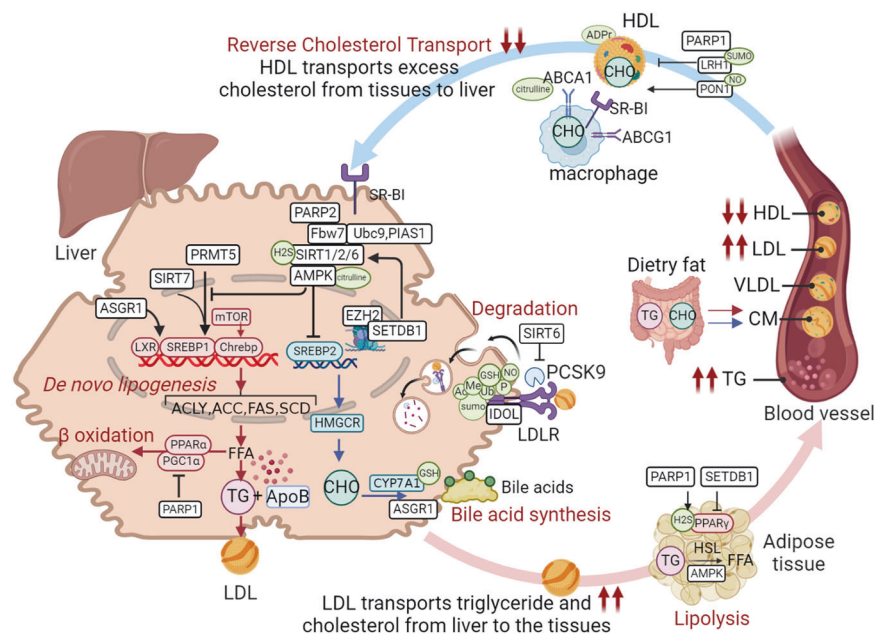 Reverse Cholesterol Transport
HDL transports excess
cholesterol from tissues to liver
HDL
ADPr
CHO
PARP1
SUMO
LRH1
NO
PON1
citrulline
ABCA1
SR-BI
CHO
ABCG1
macrophage
Liver
SR-BI
PARP2
Fbw7
Ubc9,PIAS1
H2S
SIRT1/2/6
AMPK
citrulline
PRMT5
SIRT7
ASGR1
mTOR
LXR
SREBP1
Chrebp
SREBP2
EZH2
SETDB1
De novo lipogenesis
ACLY,ACC,FAS,SCD
β oxidation
PPARα
PGC1α
FFA
PARP1
TG
+
ApoB
LDL
HMGCR
CHO
CYP7A1
GSH
ASGR1
Bile acids
Bile acid synthesis
Degradation
SIRT6
PCSK9
GSH
NO
Ac
Me
Ub
P
sumo
IDOL
LDLR
HDL
LDL
VLDL
CM
TG
Blood vessel
Dietry fat
TG
CHO
PARP1
SETDB1
H2S
PPARγ
TG
HSL
FFA
AMPK
Adipose
tissue
Lipolysis
LDL transports triglyceride and
cholesterol from liver to the tissues